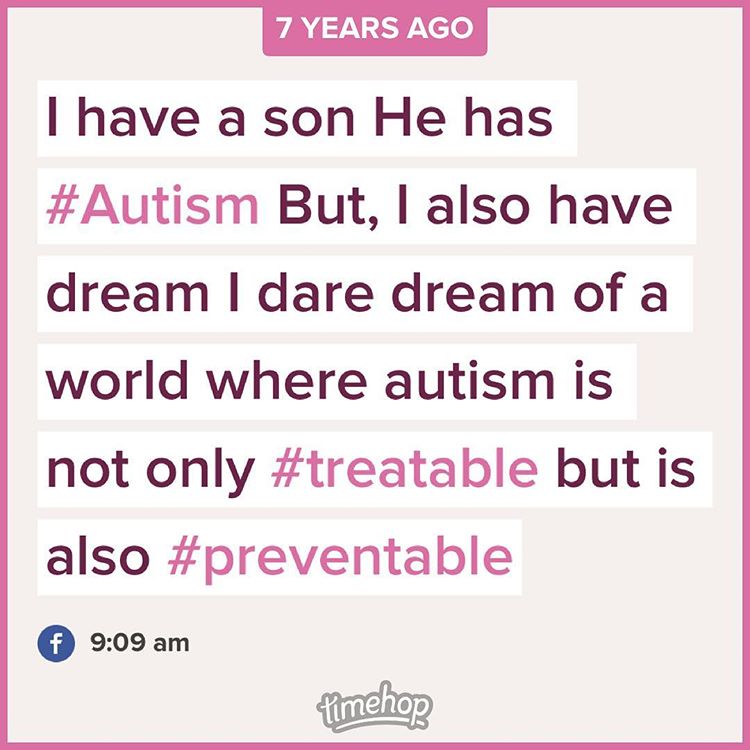 7 YEARS AGO
I have a son He has
#Autism But, I also have
dream I dare dream of a
world where autism is
not only #treatable but is
also #preventable
f 9:09 am
timehop